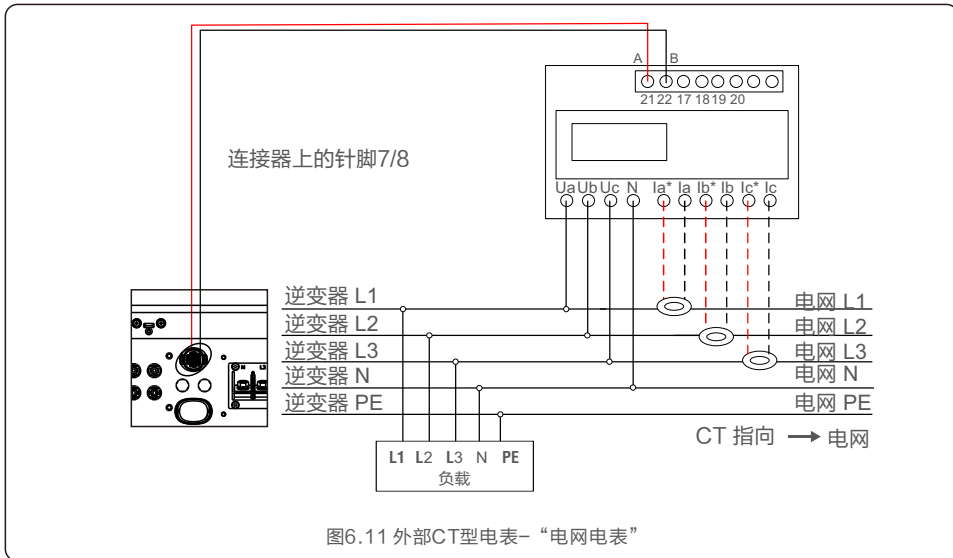 A B
21 22 17 18 19 20
连接器上的针脚7/8
Ua Ub Uc N Ia* Ia Ib* Ib Ic* Ic
逆变器 L1 电网 L1
逆变器 L2 电网 L2
逆变器 L3 电网 L3
逆变器 N 电网 N
逆变器 PE 电网 PE
CT 指向 → 电网
L1 L2 L3 N PE
负载
图6.11 外部CT型电表-“电网电表”